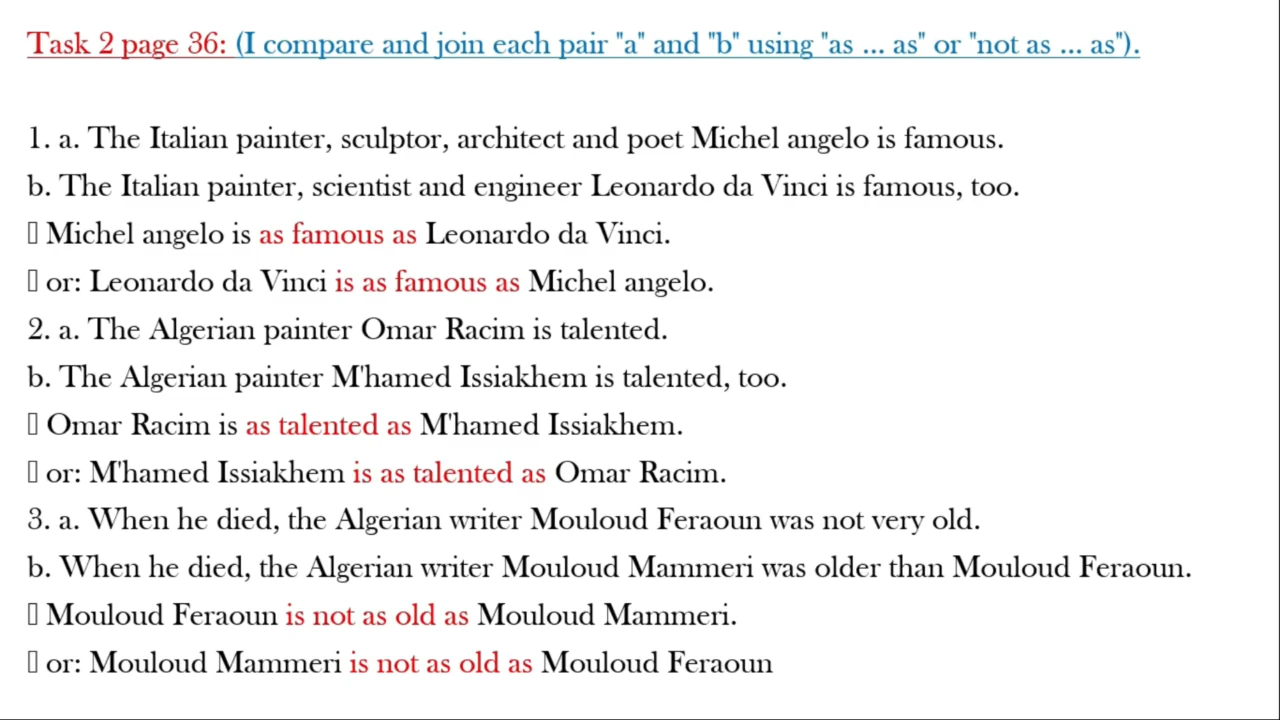 Task 2 page 36: (I compare and join each pair "a" and "b" using "as ... as" or "not as ... as").
1. a. The Italian painter, sculptor, architect and poet Michel angelo is famous.
b. The Italian painter, scientist and engineer Leonardo da Vinci is famous, too.
▯ Michel angelo is as famous as Leonardo da Vinci.
▯ or: Leonardo da Vinci is as famous as Michel angelo.
2. a. The Algerian painter Omar Racim is talented.
b. The Algerian painter M'hamed Issiakhem is talented, too.
▯ Omar Racim is as talented as M'hamed Issiakhem.
▯ or: M'hamed Issiakhem is as talented as Omar Racim.
3. a. When he died, the Algerian writer Mouloud Feraoun was not very old.
b. When he died, the Algerian writer Mouloud Mammeri was older than Mouloud Feraoun.
▯ Mouloud Feraoun is not as old as Mouloud Mammeri.
▯ or: Mouloud Mammeri is not as old as Mouloud Feraoun